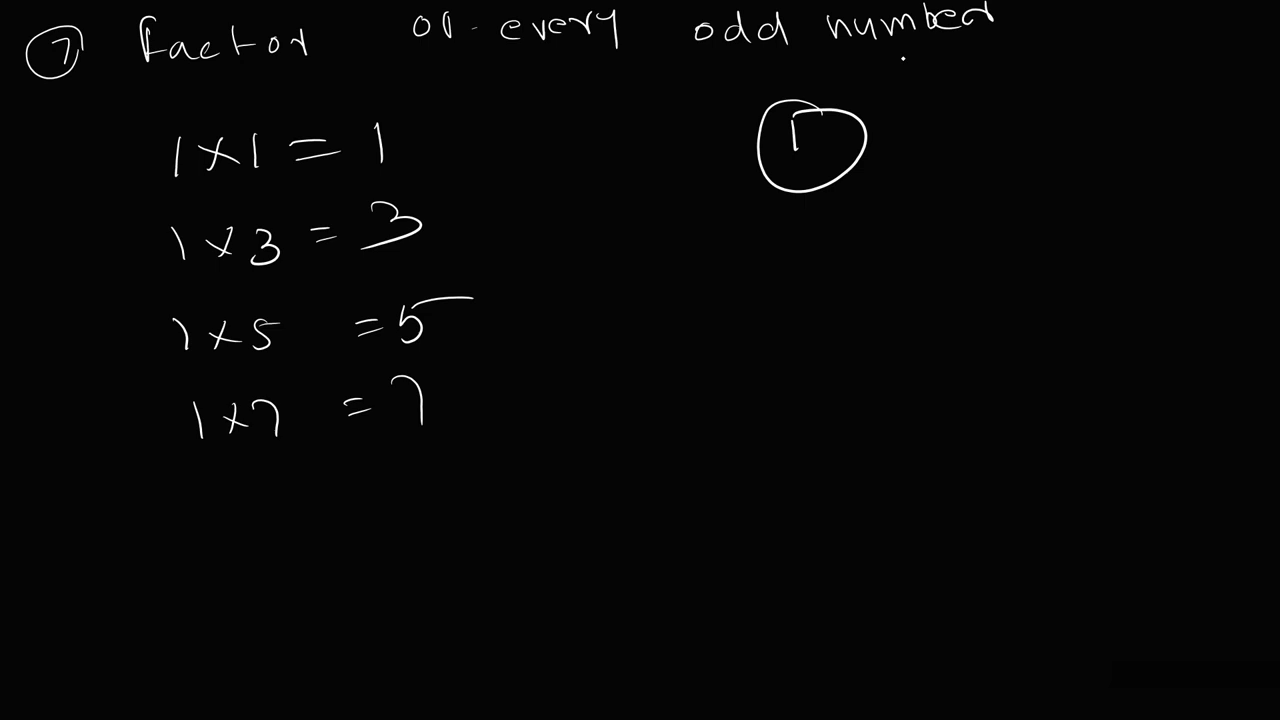 7 factor of every odd number
1
1 × 1 = 1
1 × 3 = 3
1 × 5 = 5
1 × 7 = 7